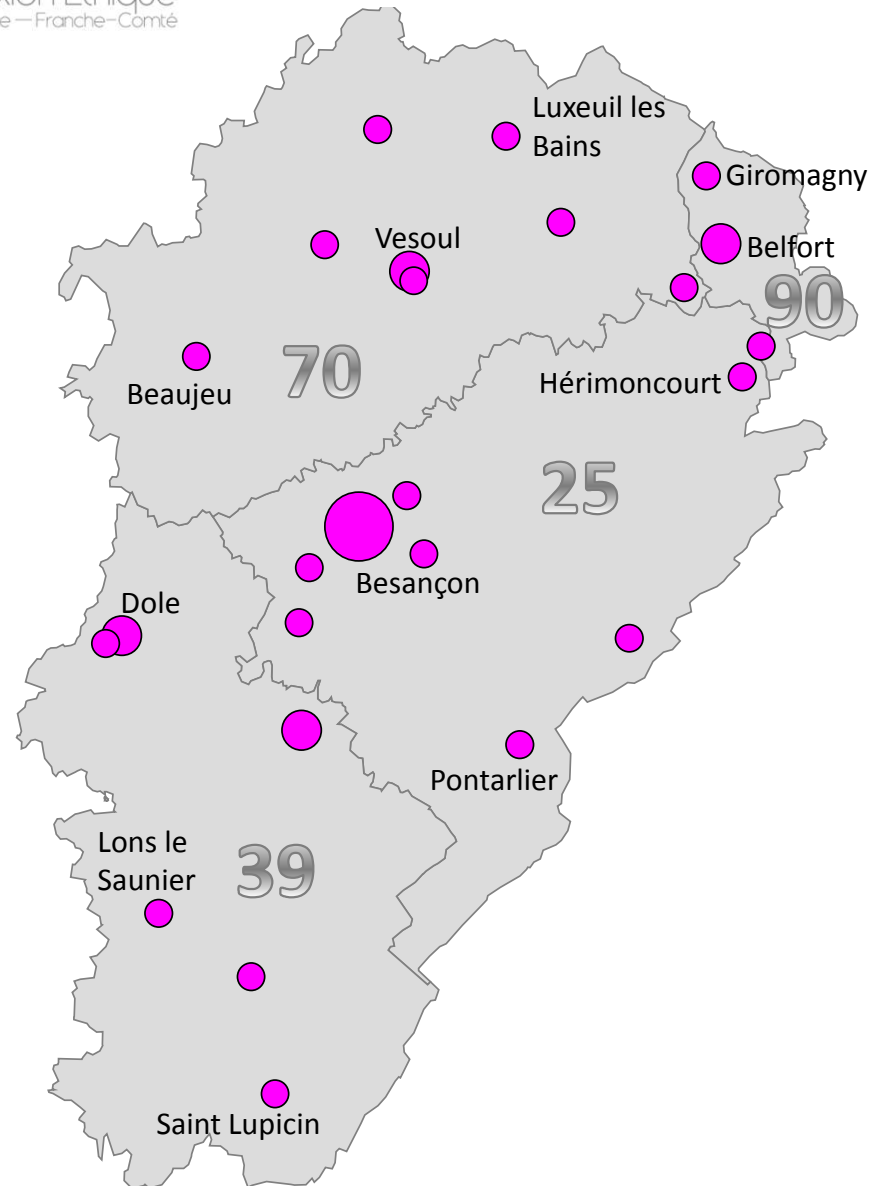 e – Franche-Comté
Luxeuil les
Bains
Giromagny
Vesoul
Belfort
90
70
Beaujeu
Hérimoncourt
25
Besançon
Dole
Pontarlier
Lons le
Saunier
39
Saint Lupicin